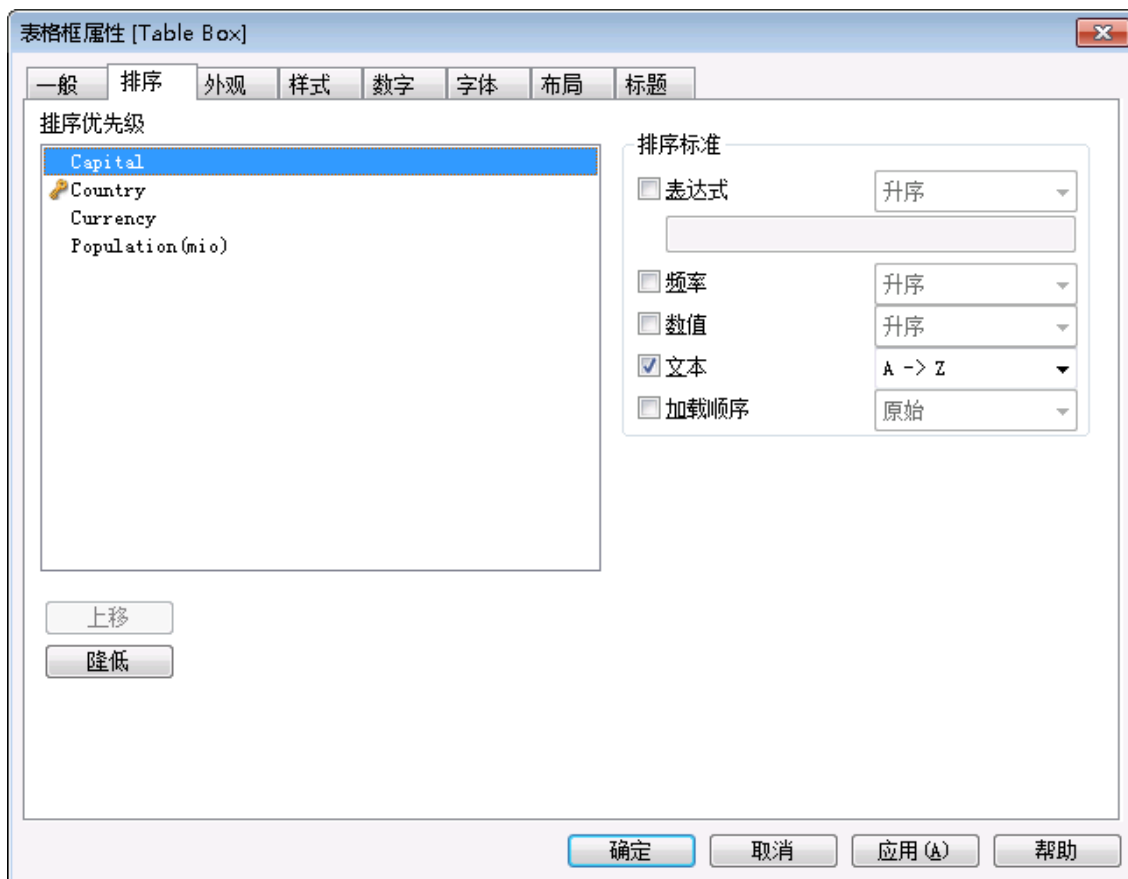 表格框属性 [Table Box]
一般 排序 外观 样式 数字 字体 布局 标题
排序优先级
Capital
Country
Currency
Population(mio)
排序标准
表达式 升序
频率 升序
数值 升序
文本 A -> Z
加载顺序 原始
上移
降低
确定 取消 应用(A) 帮助